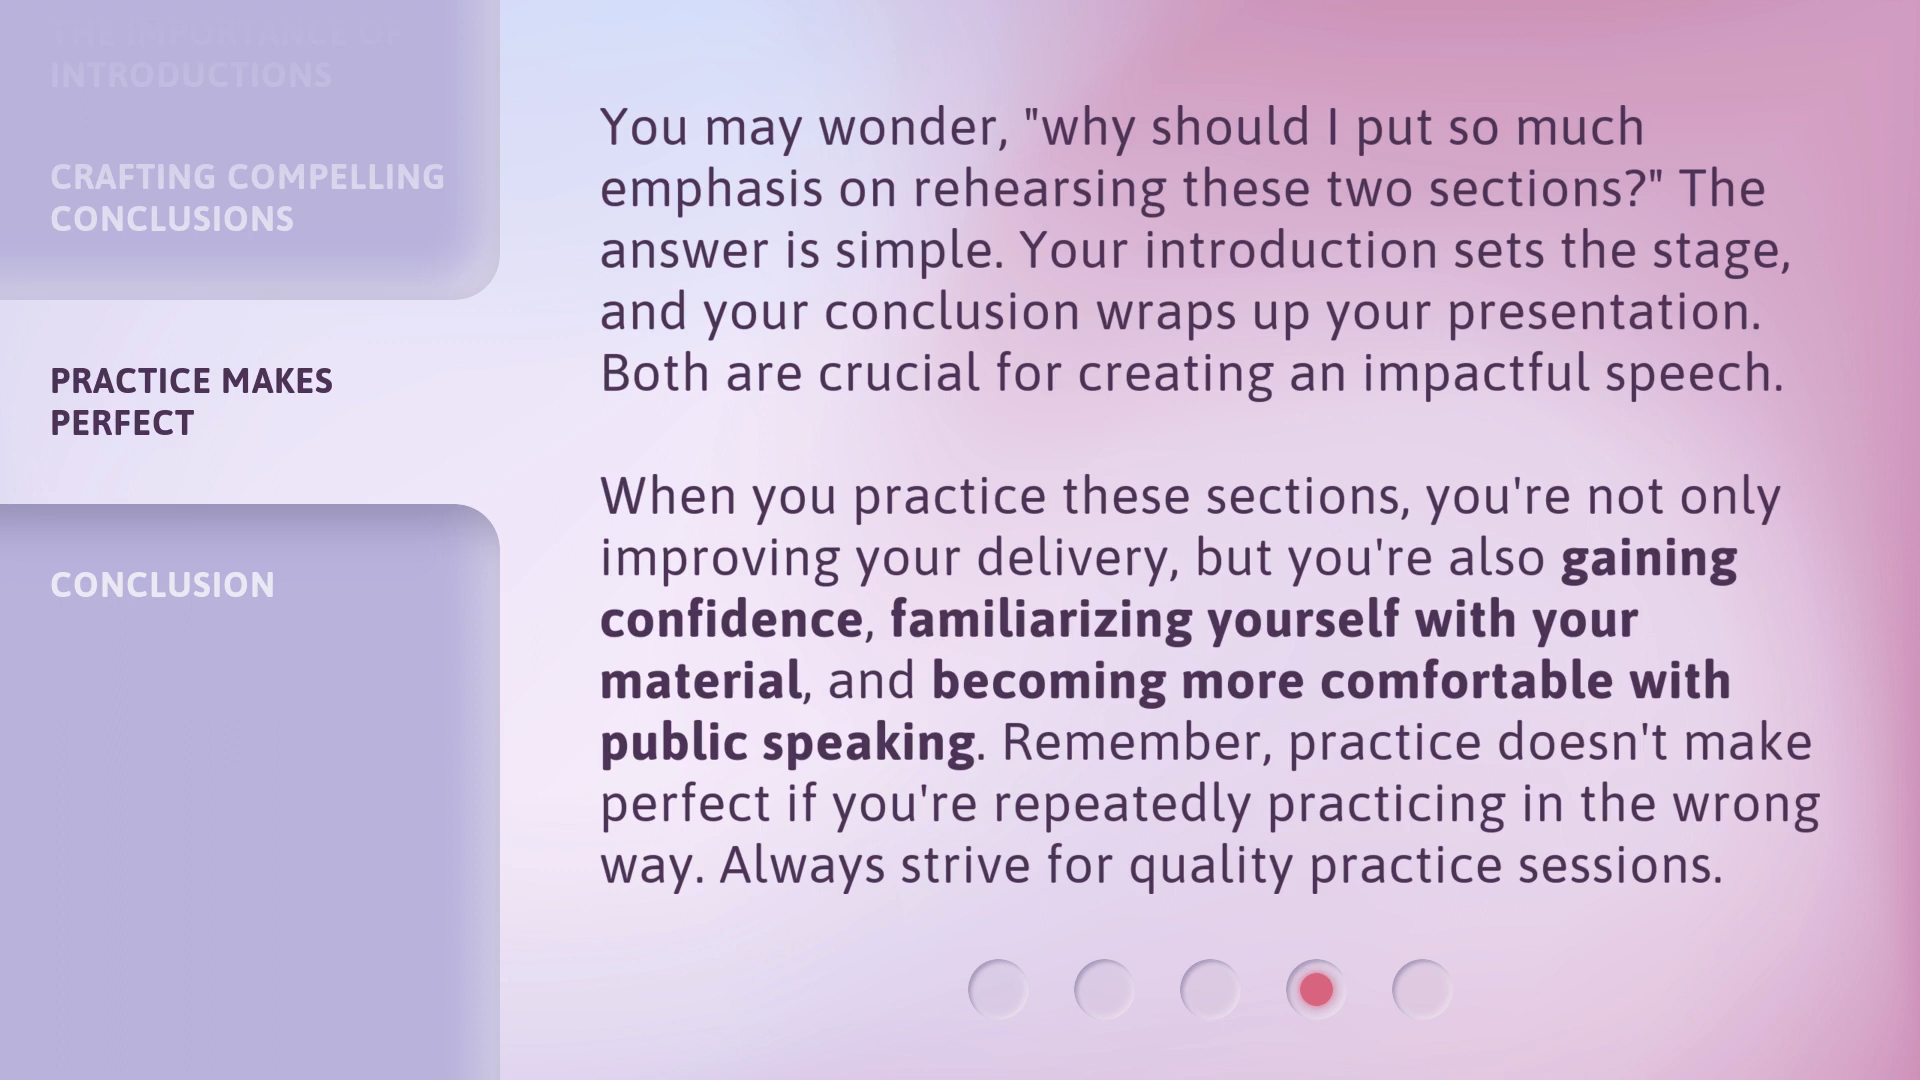 THE IMPORTANCE OF
INTRODUCTIONS
CRAFTING COMPELLING
CONCLUSIONS
PRACTICE MAKES
PERFECT
CONCLUSION
You may wonder, "why should I put so much
emphasis on rehearsing these two sections?" The
answer is simple. Your introduction sets the stage,
and your conclusion wraps up your presentation.
Both are crucial for creating an impactful speech.
When you practice these sections, you're not only
improving your delivery, but you're also gaining
confidence, familiarizing yourself with your
material, and becoming more comfortable with
public speaking. Remember, practice doesn't make
perfect if you're repeatedly practicing in the wrong
way. Always strive for quality practice sessions.